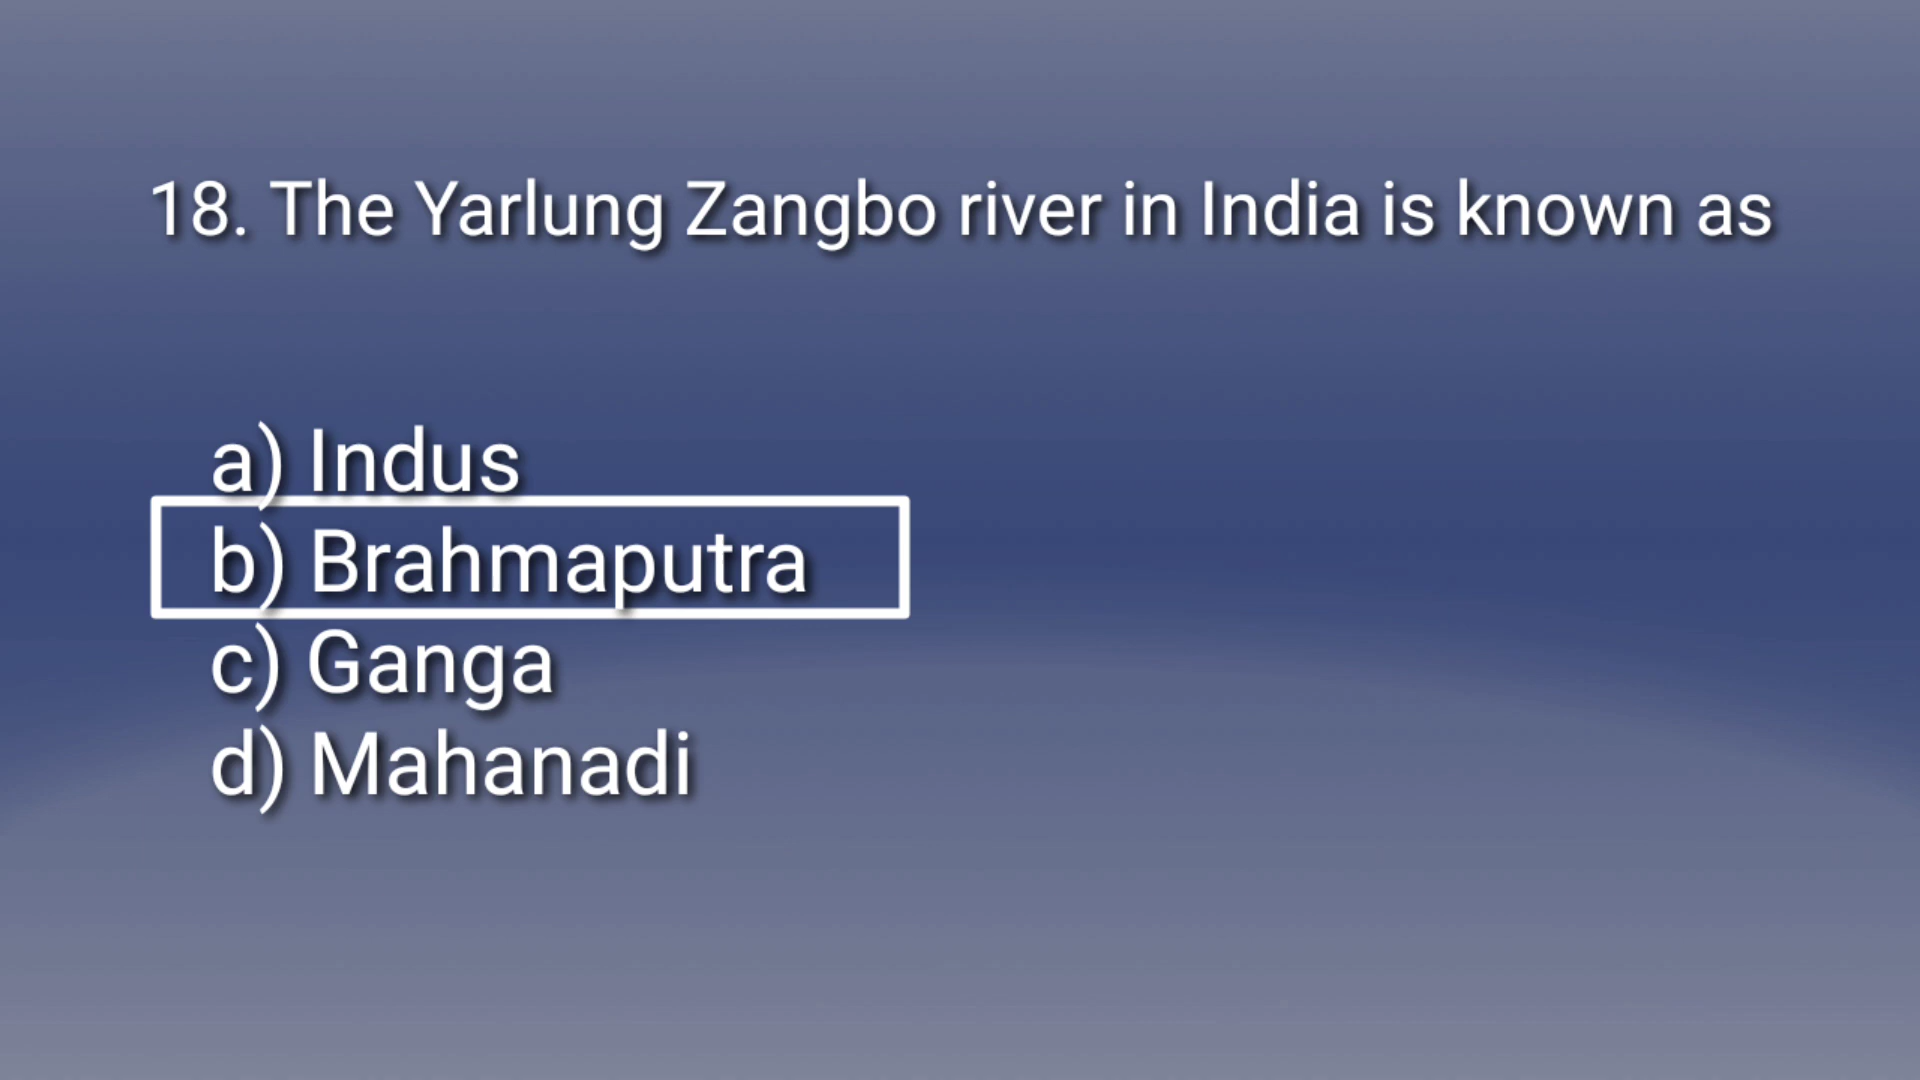 18. The Yarlung Zangbo river in India is known as
a) Indus
b) Brahmaputra
c) Ganga
d) Mahanadi